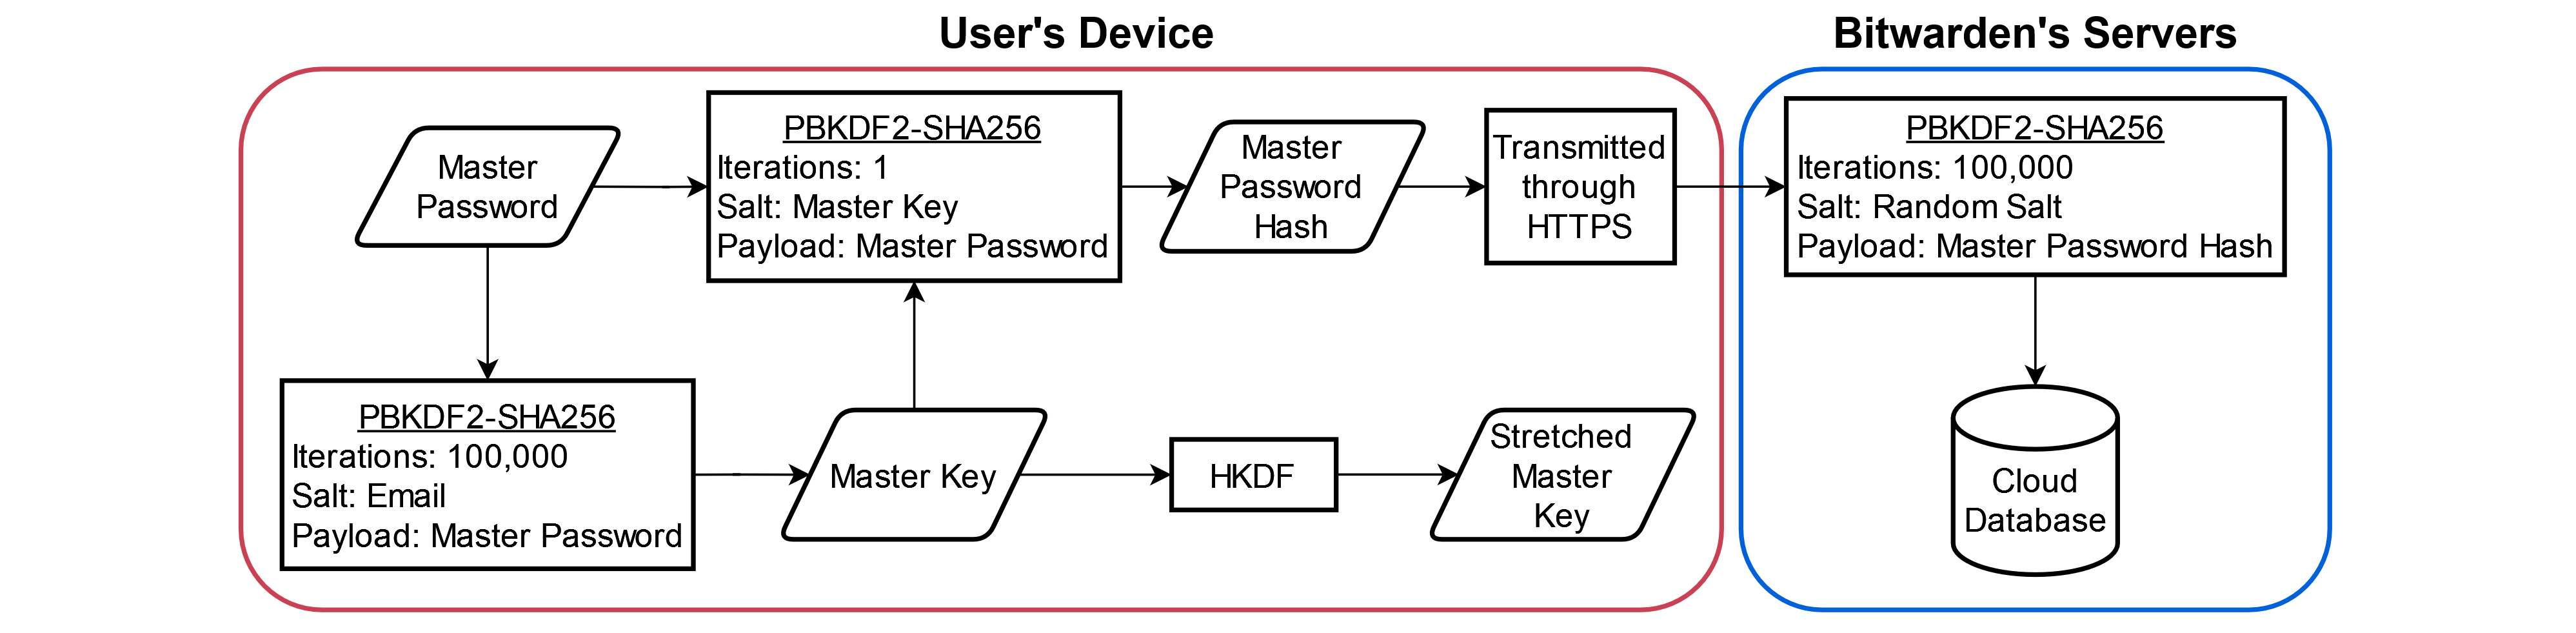 User's Device
Bitwarden's Servers
Master
Password
PBKDF2-SHA256
Iterations: 1
Salt: Master Key
Payload: Master Password
Master
Password
Hash
Transmitted
through
HTTPS
PBKDF2-SHA256
Iterations: 100,000
Salt: Random Salt
Payload: Master Password Hash
PBKDF2-SHA256
Iterations: 100,000
Salt: Email
Payload: Master Password
Master Key
HKDF
Stretched
Master
Key
Cloud
Database